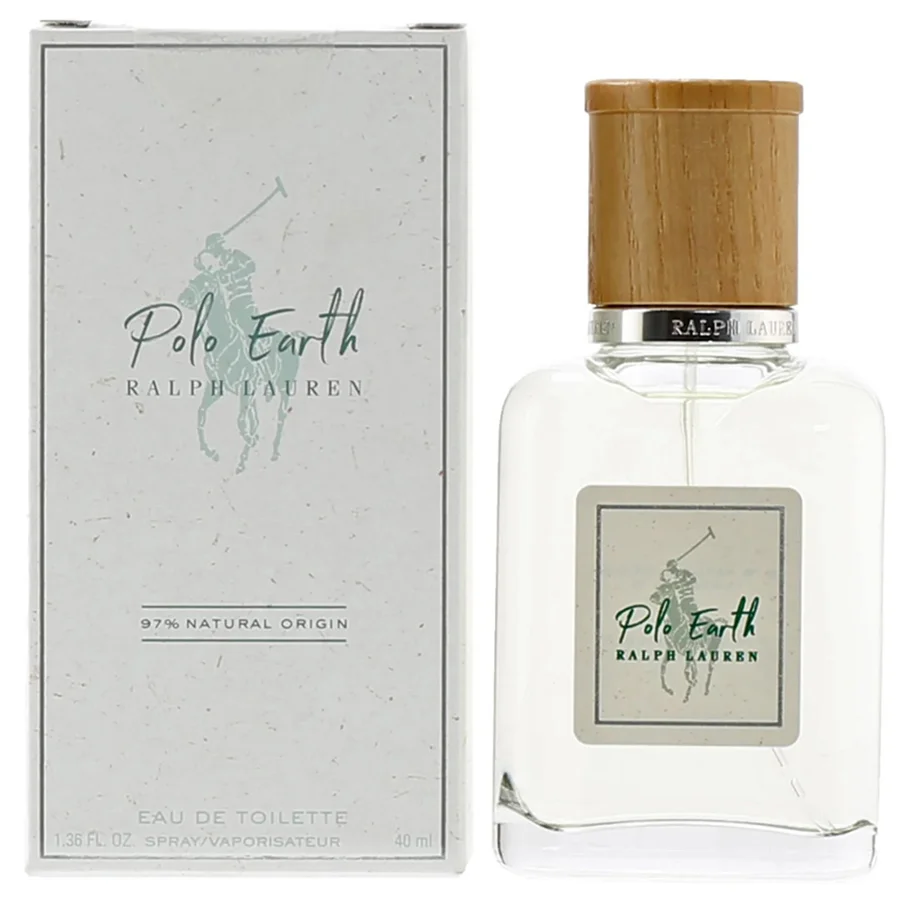 Polo Earth
RALPH LAUREN
97% NATURAL ORIGIN
EAU DE TOILETTE
1.36 FL. OZ. SPRAY/VAPORISATEUR 40 ml
RALPH LAURE
Polo Earth
RALPH LAUREN